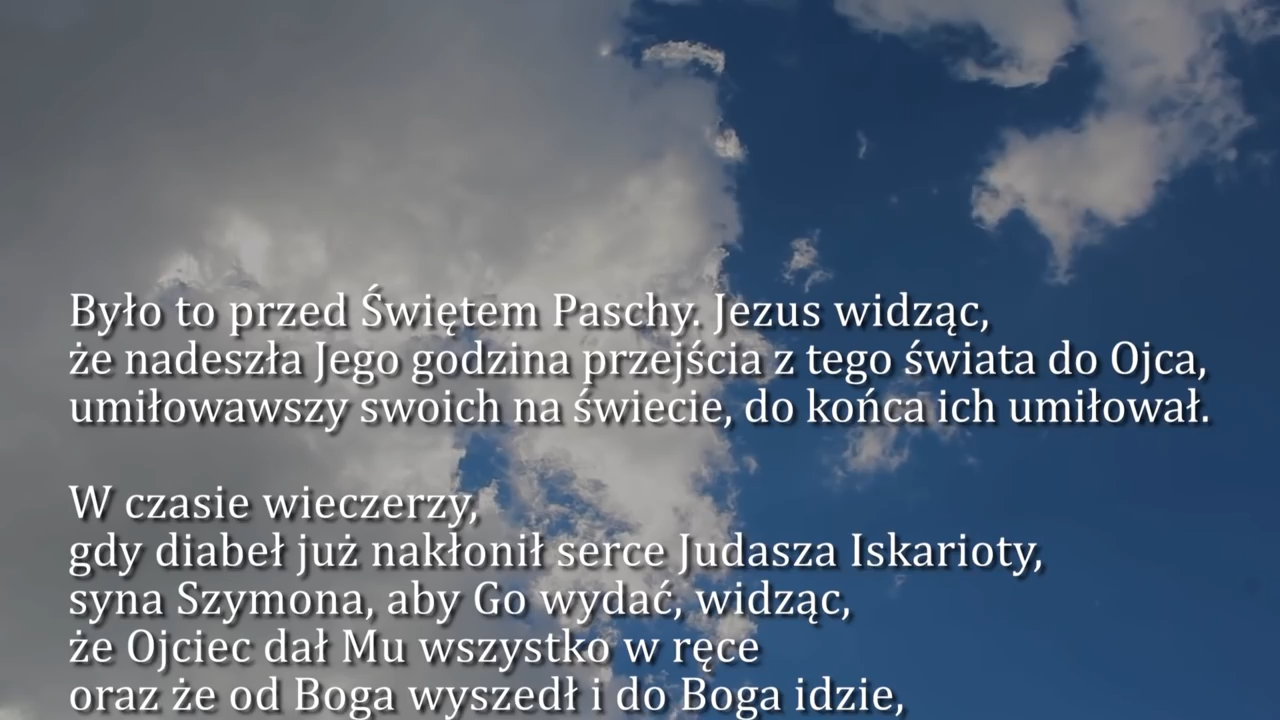 Było to przed Świętem Paschy. Jezus widząc,
że nadeszła Jego godzina przejścia z tego świata do Ojca,
umiłowawszy swoich na świecie, do końca ich umiłował.
W czasie wieczerzy,
gdy diabeł już nakłonił serce Judasza Iskarioty,
syna Szymona, aby Go wydać, widząc,
że Ojciec dał Mu wszystko w ręce
oraz że od Boga wyszedł i do Boga idzie,